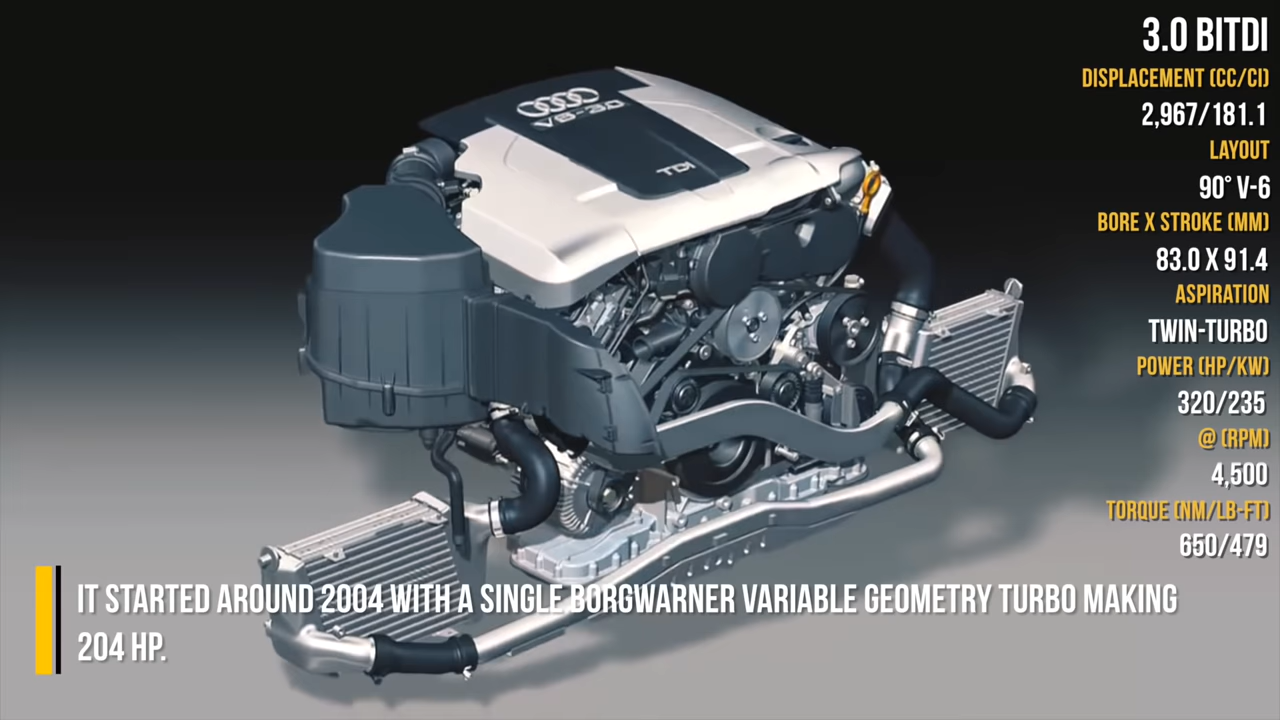 3.0 BITDI
DISPLACEMENT (CC/CI)
2,967/181.1
LAYOUT
90° V-6
BORE X STROKE (MM)
83.0 X 91.4
ASPIRATION
TWIN-TURBO
POWER (HP/KW)
320/235
@ (RPM)
4,500
TORQUE (NM/LB-FT)
650/479
V6-3.0
TDI
IT STARTED AROUND 2004 WITH A SINGLE BORGWARNER VARIABLE GEOMETRY TURBO MAKING
204 HP.